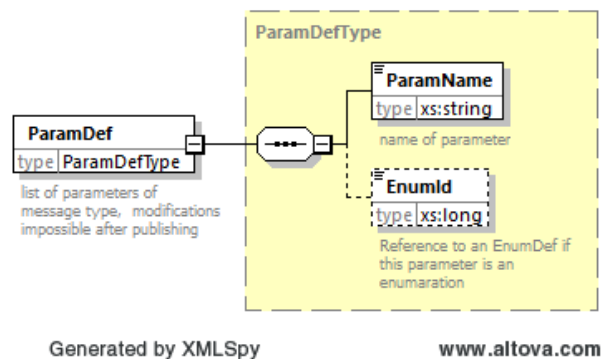 ParamDefType
ParamName
type xs:string
name of parameter
ParamDef
type ParamDefType
list of parameters of
message type, modifications
impossible after publishing
EnumId
type xs:long
Reference to an EnumDef if
this parameter is an
enumaration
Generated by XMLSpy www.altova.com